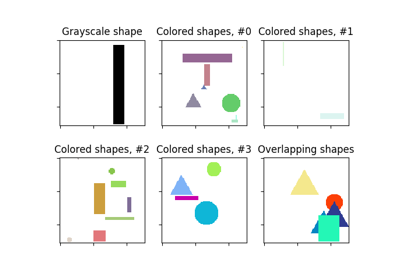 Grayscale shape
Colored shapes, #0
Colored shapes, #1
Colored shapes, #2
Colored shapes, #3
Overlapping shapes